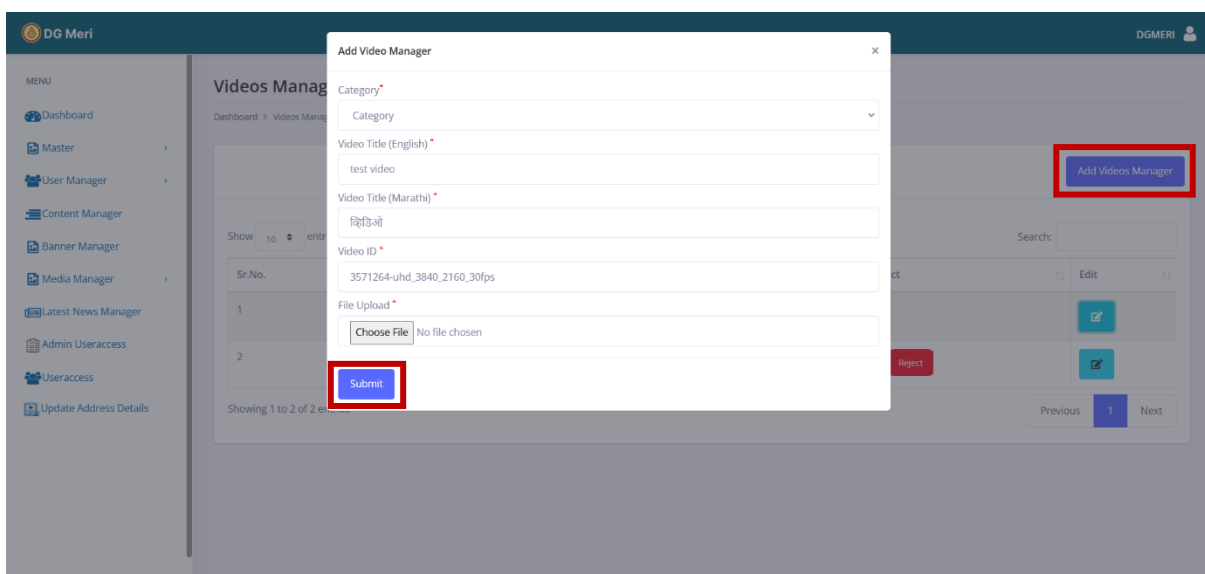 DG Meri
DGMERI
MENU
Dashboard
Master
User Manager
Content Manager
Banner Manager
Media Manager
Latest News Manager
Admin Useraccess
Useraccess
Update Address Details
Videos Manag
Dashboard > Videos Manag
Add Videos Manager
Show 10 entr
Search:
Sr.No.
ct
Edit
1
2
Reject
Showing 1 to 2 of 2 entries
Previous 1 Next
Add Video Manager ×
Category*
Category
Video Title (English) *
test video
Video Title (Marathi) *
व्हिडिओ
Video ID *
3571264-uhd_3840_2160_30fps
File Upload *
Choose File No file chosen
Submit